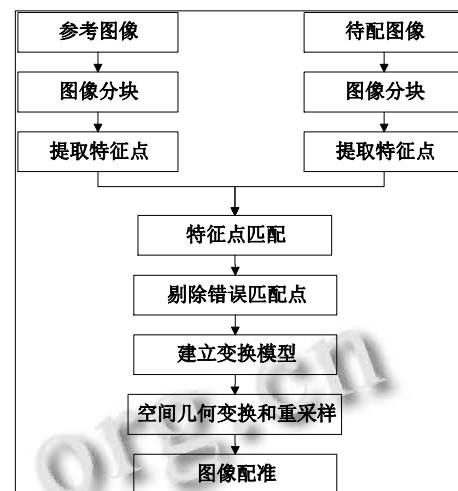 参考图像
待配图像
图像分块
图像分块
提取特征点
提取特征点
特征点匹配
剔除错误匹配点
建立变换模型
空间几何变换和重采样
图像配准
org.cn